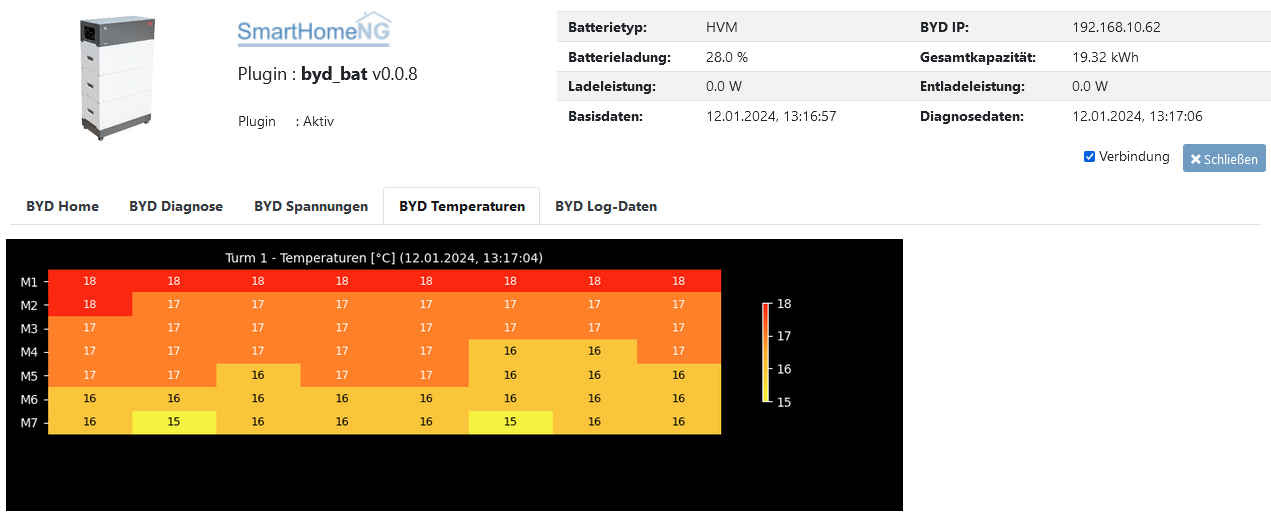 SmartHomeNG
Plugin : byd_bat v0.0.8
Plugin : Aktiv
Batterietyp: HVM BYD IP: 192.168.10.62
Batterieladung: 28.0 % Gesamtkapazität: 19.32 kWh
Ladeleistung: 0.0 W Entladeleistung: 0.0 W
Basisdaten: 12.01.2024, 13:16:57 Diagnosedaten: 12.01.2024, 13:17:06
Verbindung Schließen
BYD Home BYD Diagnose BYD Spannungen BYD Temperaturen BYD Log-Daten
Turm 1 - Temperaturen [°C] (12.01.2024, 13:17:04)
M1 18 18 18 18 18 18 18 18
M2 18 17 17 17 17 17 17 17
M3 17 17 17 17 17 17 17 17
M4 17 17 17 17 17 16 16 17
M5 17 17 16 17 17 16 16 16
M6 16 16 16 16 16 16 16 16
M7 16 15 16 16 16 15 16 16
18
17
16
15